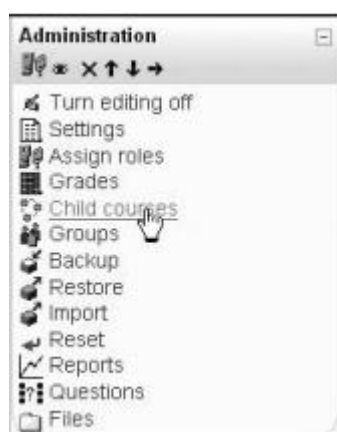 Administration
Turn editing off
Settings
Assign roles
Grades
Child courses
Groups
Backup
Restore
Import
Reset
Reports
Questions
Files